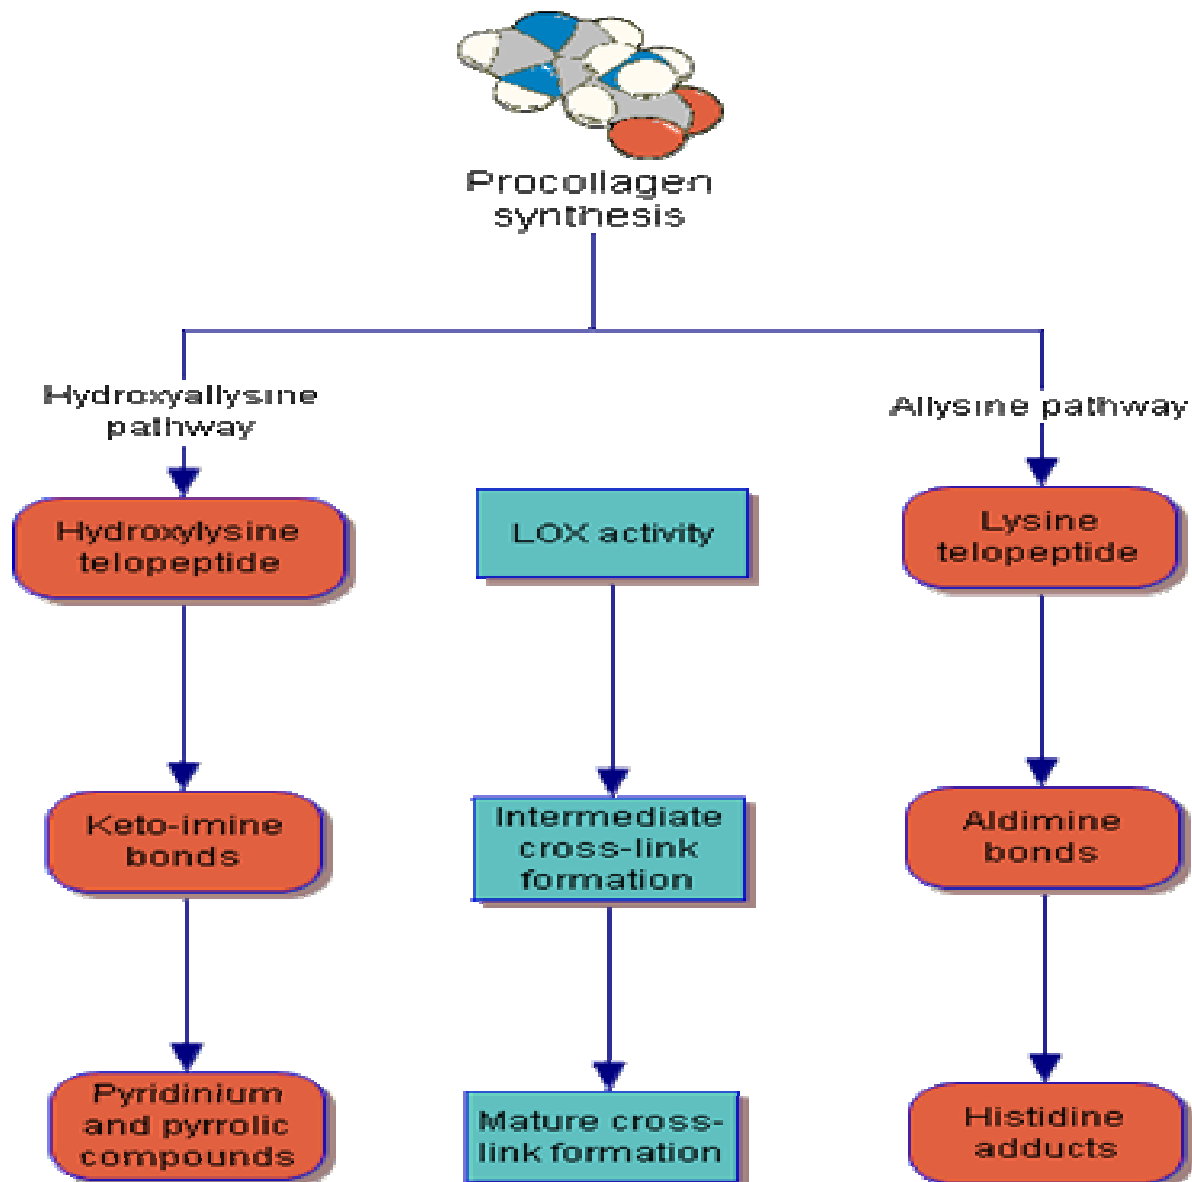 Procollagen
synthesis
Hydroxyallysine
pathway
Allysine pathway
Hydroxylysine
telopeptide
LOX activity
Lysine
telopeptide
Keto-imine
bonds
Intermediate
cross-link
formation
Aldimine
bonds
Pyridinium
and pyrrolic
compounds
Mature cross-
link formation
Histidine
adducts